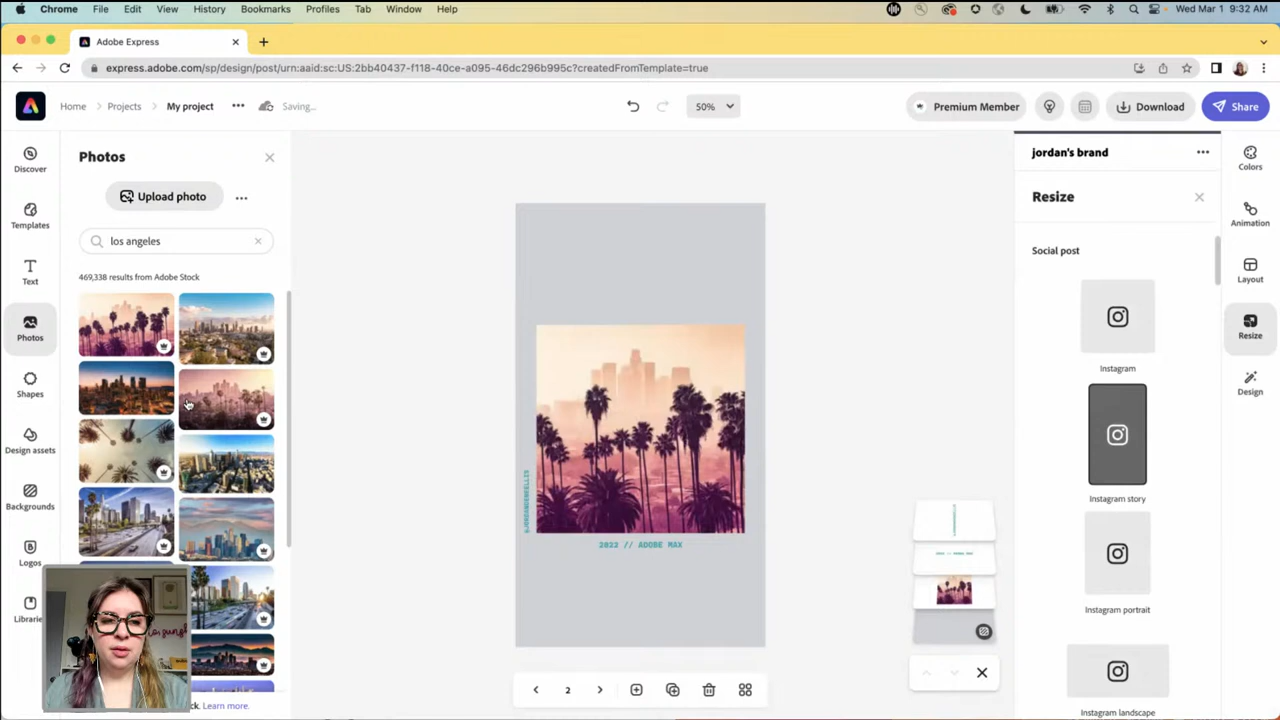 Chrome File Edit View History Bookmarks Profiles Tab Window Help
Wed Mar 1 9:32 AM
Adobe Express
express.adobe.com/sp/design/post/urn:aaid:sc:US:2bb40437-f118-40ce-a095-46dc296b995c?createdFromTemplate=true
Home
Projects
My project
Saving...
50%
Premium Member
Download
Share
Discover
Templates
Text
Photos
Shapes
Design assets
Backgrounds
Logos
Librarie
Photos
Upload photo
los angeles
469,338 results from Adobe Stock
ck. Learn more.
2022 // ADOBE MAX
2
jordan's brand
Resize
Social post
Instagram
Instagram story
Instagram portrait
Instagram landscape
Colors
Animation
Layout
Resize
Design